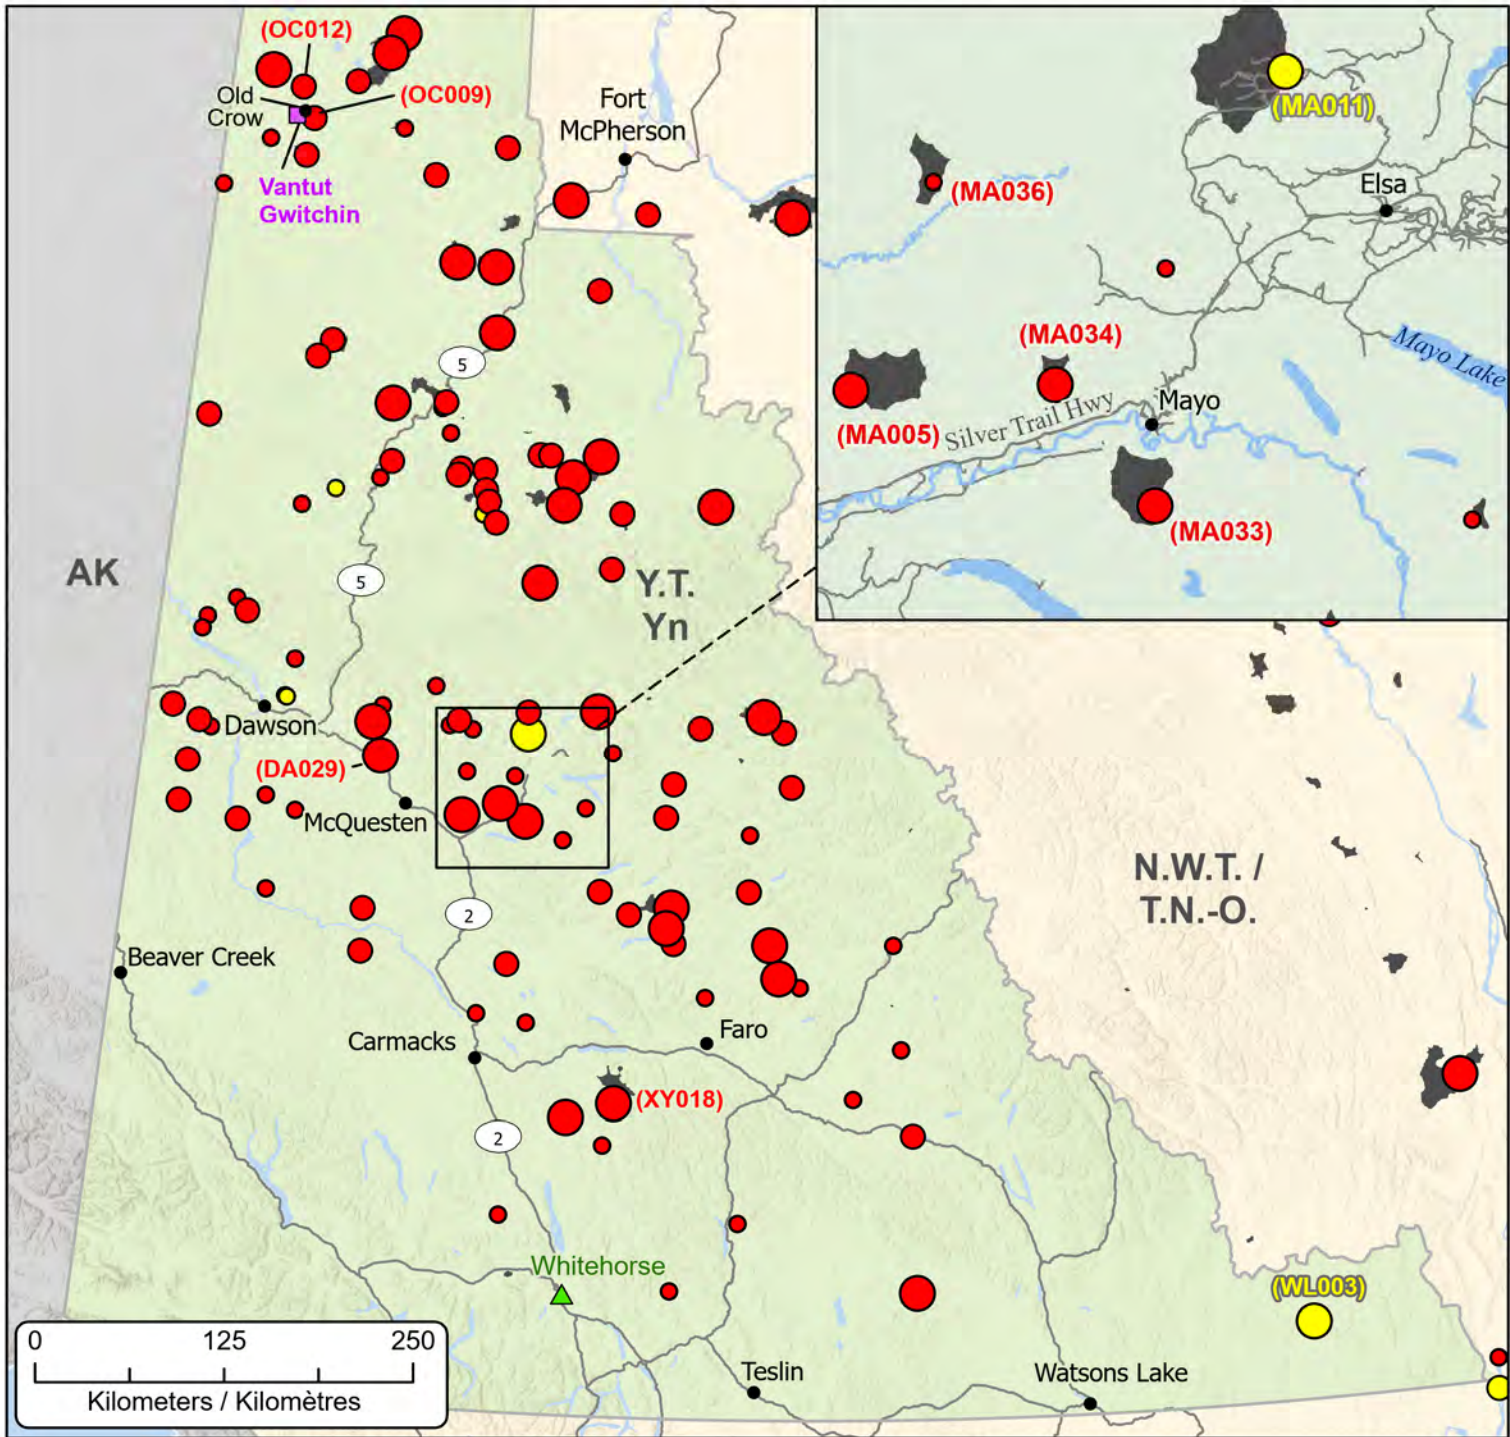 (OC012)
Old
Crow
(OC009)
Vantut
Gwitchin
Fort
McPherson
(MA011)
Elsa
(MA036)
(MA034)
Mayo Lake
Mayo
(MA005)
Silver Trail Hwy
(MA033)
5
AK
5
Y.T.
Yn
Dawson
(DA029)
McQuesten
N.W.T. /
T.N.-O.
2
Beaver Creek
Carmacks
Faro
(XY018)
2
Whitehorse
(WL003)
Teslin
Watsons Lake
0 125 250
Kilometers / Kilomètres